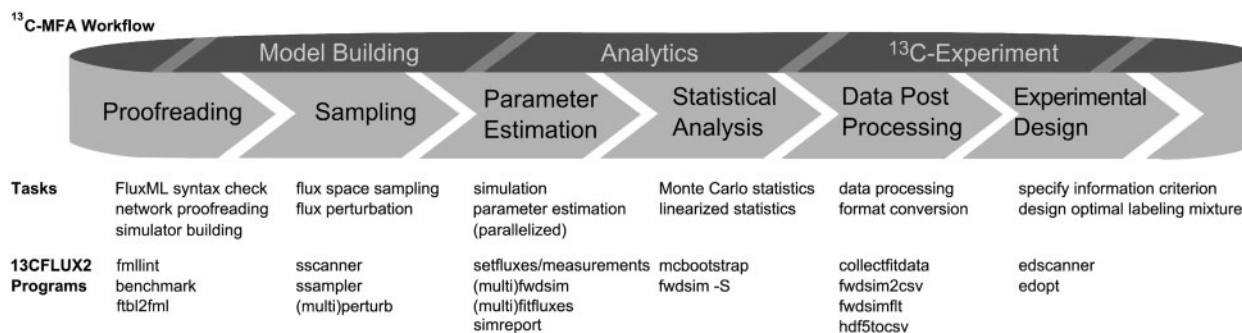 ¹³C-MFA Workflow
Model Building
Analytics
¹³C-Experiment
Proofreading
Sampling
Parameter
Estimation
Statistical
Analysis
Data Post
Processing
Experimental
Design
Tasks
FluxML syntax check
network proofreading
simulator building
flux space sampling
flux perturbation
simulation
parameter estimation
(parallelized)
Monte Carlo statistics
linearized statistics
data processing
format conversion
specify information criterion
design optimal labeling mixture
13CFLUX2
Programs
fmllint
benchmark
ftbl2fml
sscanner
ssampler
(multi)perturb
setfluxes/measurements
(multi)fwdsim
(multi)fitfluxes
simreport
mcbootstrap
fwdsim -S
collectfitdata
fwdsim2csv
fwdsimflt
hdf5tocsv
edscanner
edopt